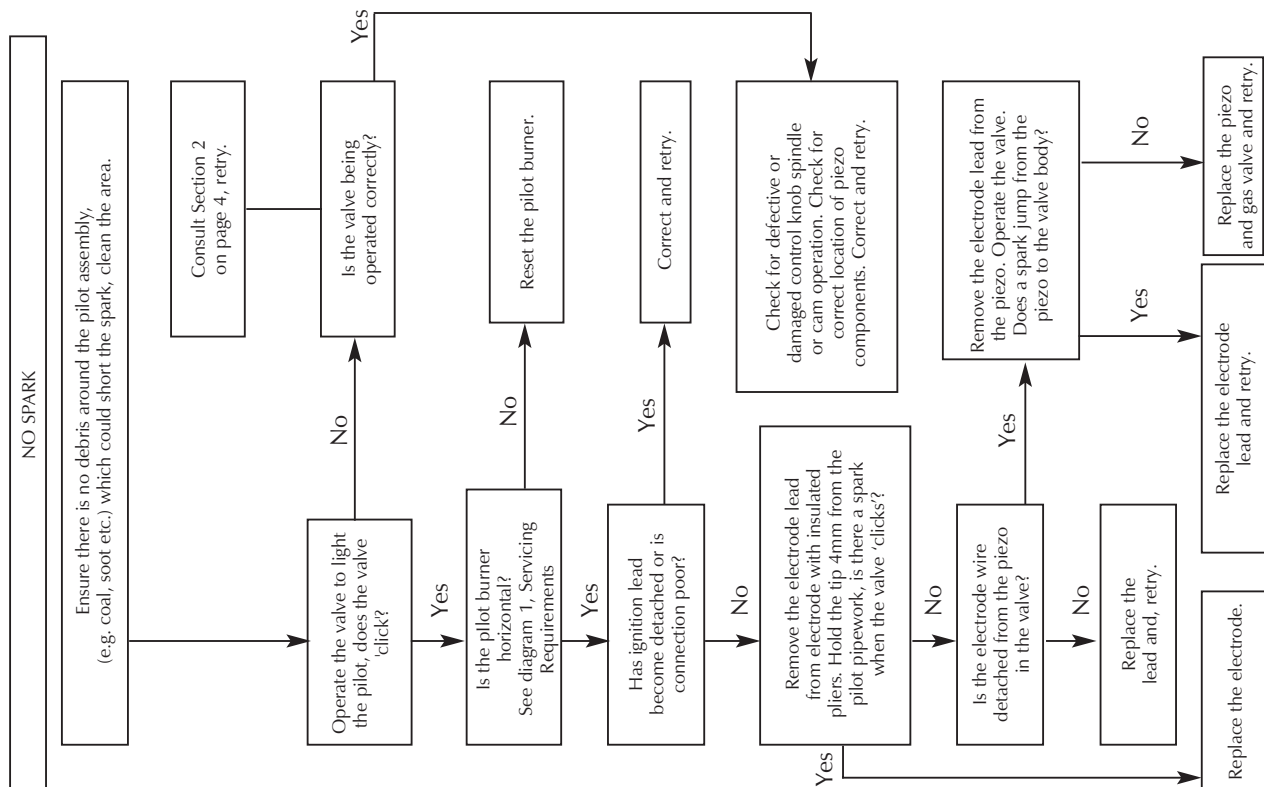 NO SPARK
Ensure there is no debris around the pilot assembly,
(e.g. coal, soot etc.) which could short the spark, clean the area.
Consult Section 2
on page 4, retry.
Operate the valve to light
the pilot, does the valve
'click?
No
Is the valve being
operated correctly?
Yes
Yes
Is the pilot burner
horizontal?
See diagram 1, Servicing
Requirements
No
Reset the pilot burner.
Yes
Has ignition lead
become detached or is
connection poor?
Yes
Correct and retry.
No
Check for defective or
damaged control knob spindle
or cam operation. Check for
correct location of piezo
components. Correct and retry.
Remove the electrode lead
from electrode with insulated
pliers. Hold the tip 4mm from the
pilot pipework, is there a spark
when the valve ‘clicks’?
Yes
No
Is the electrode wire
detached from the piezo
in the valve?
Yes
Remove the electrode lead from
the piezo. Operate the valve.
Does a spark jump from the
piezo to the valve body?
No
Replace the
lead and, retry.
Yes
No
Replace the electrode.
Replace the electrode
lead and retry.
Replace the piezo
and gas valve and retry.